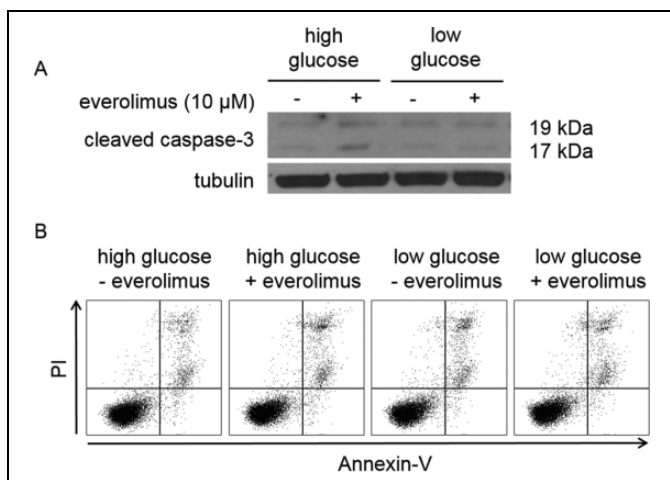 A
high glucose
low glucose
everolimus (10 µM)
- + - +
cleaved caspase-3
19 kDa
17 kDa
tubulin
B
high glucose - everolimus
high glucose + everolimus
low glucose - everolimus
low glucose + everolimus
PI
Annexin-V